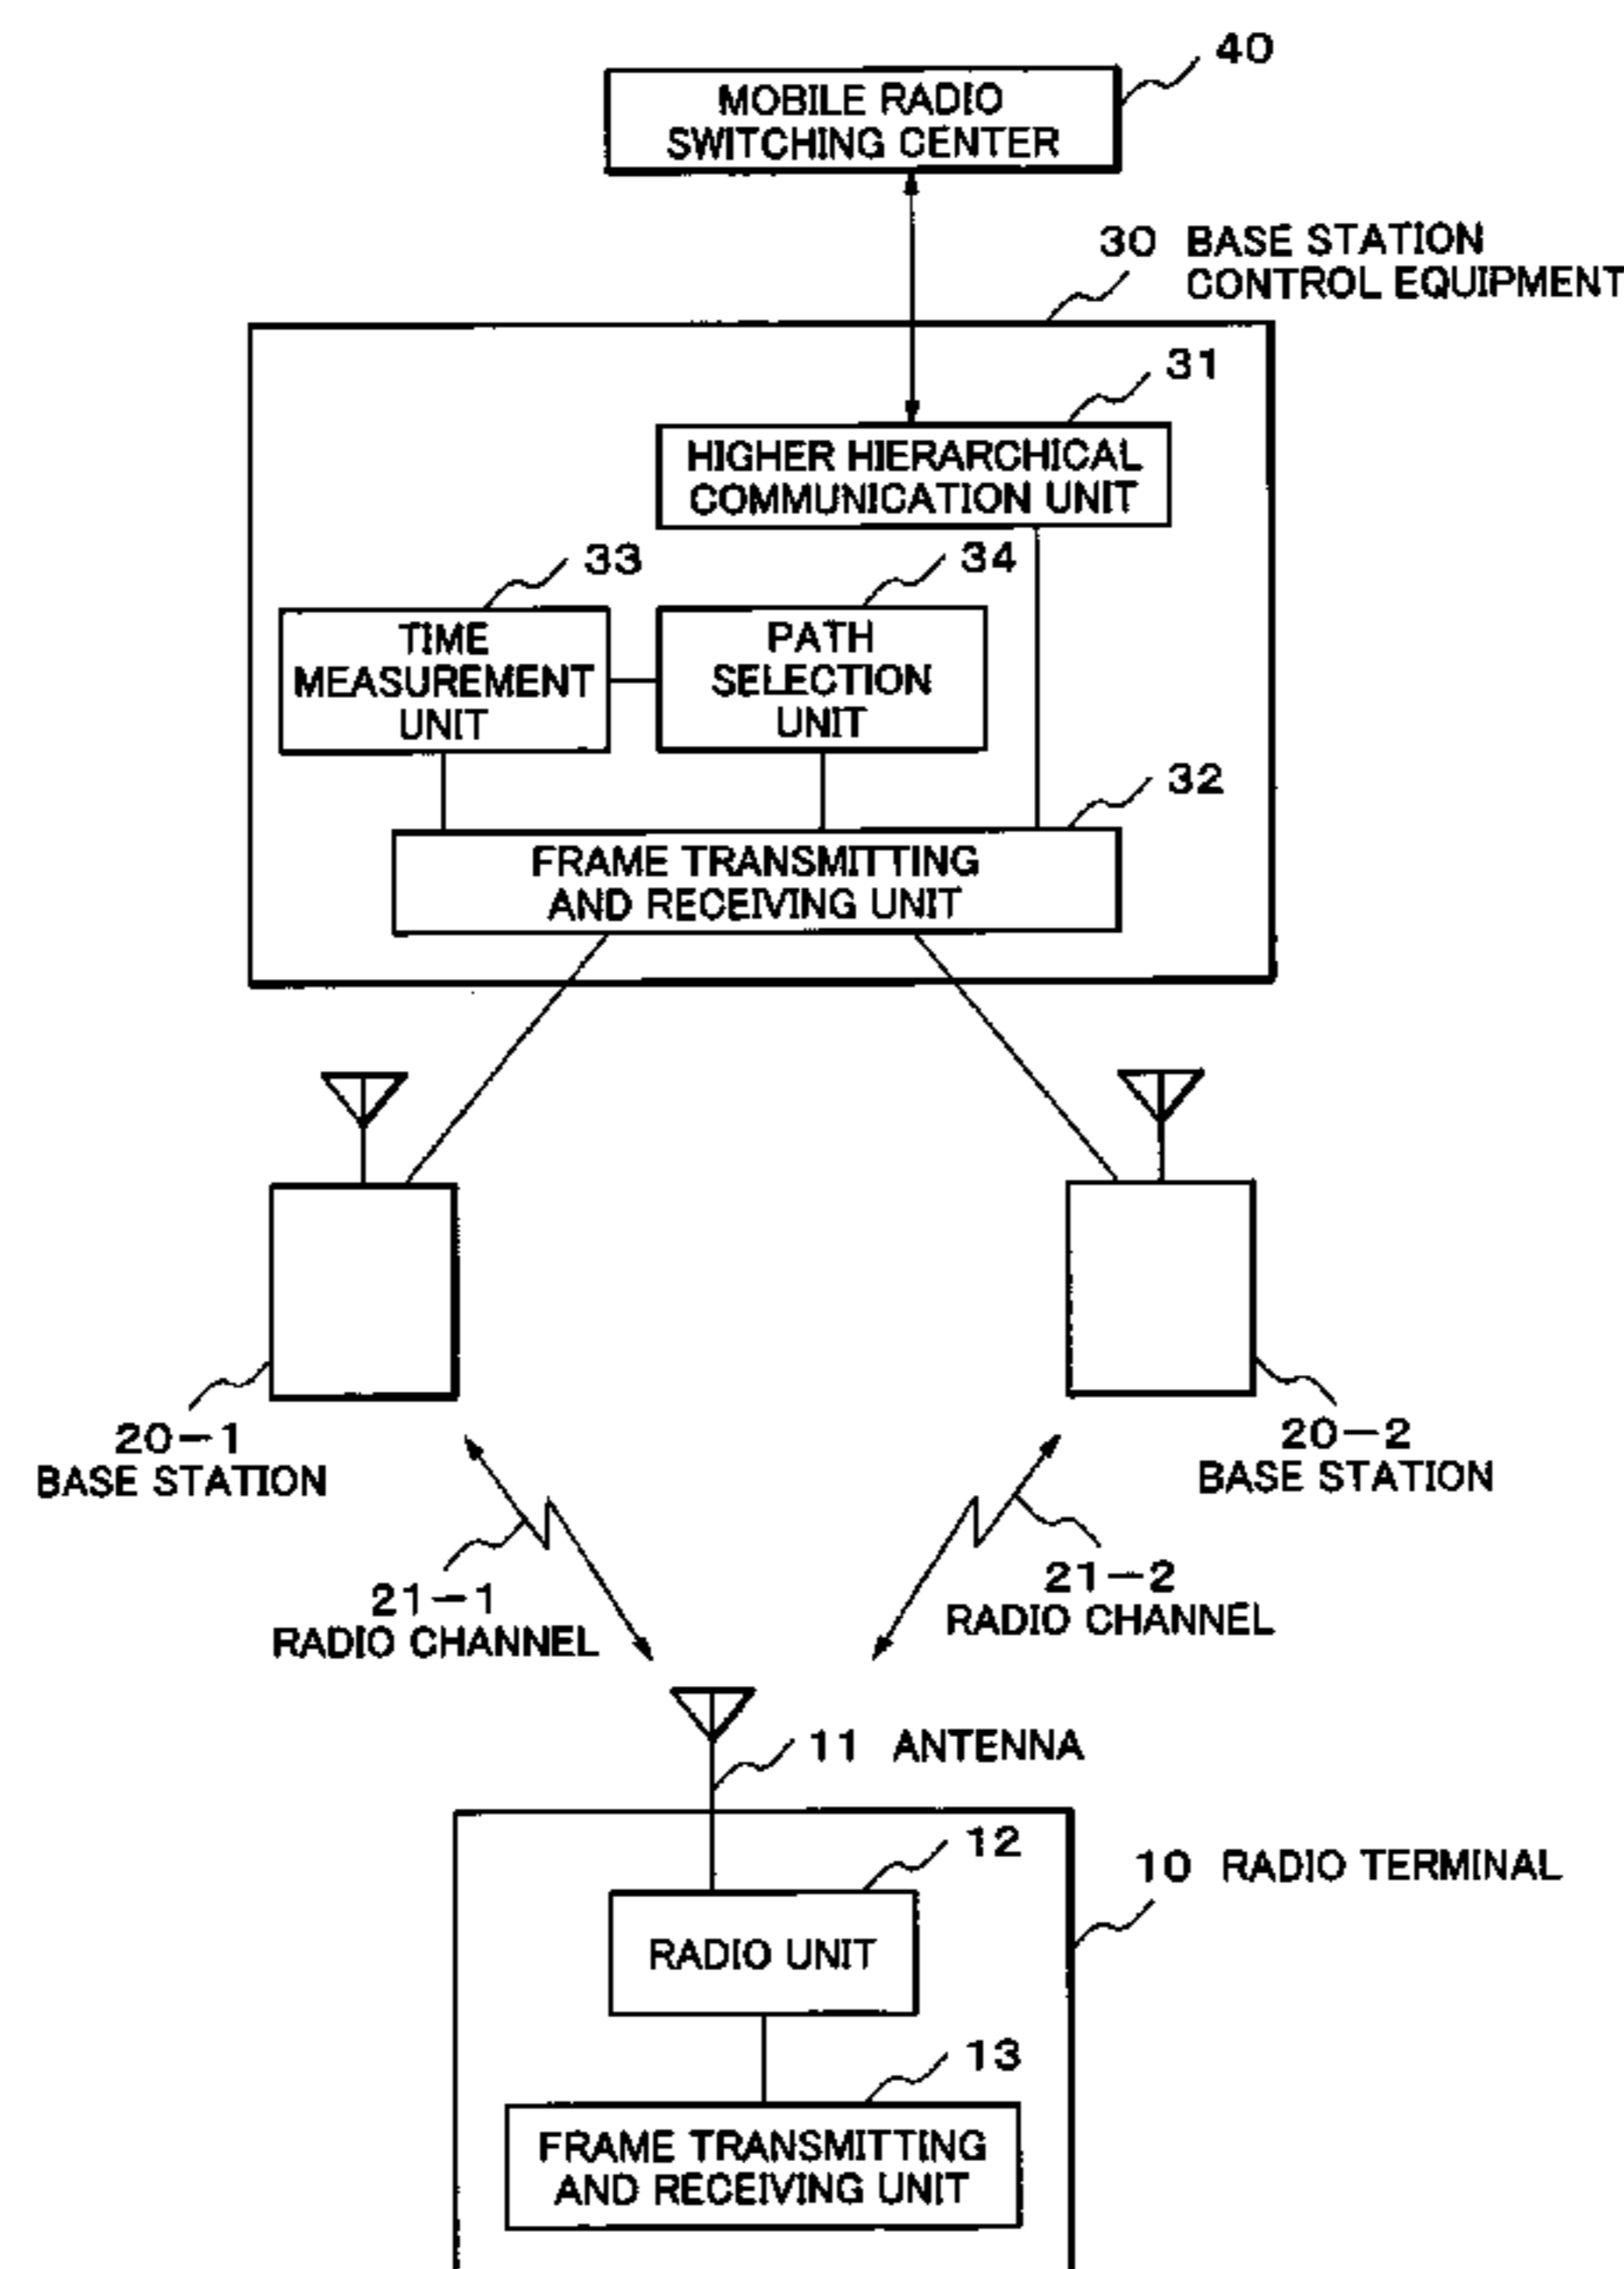 40
MOBILE RADIO
SWITCHING CENTER
30 BASE STATION
CONTROL EQUIPMENT
31
HIGHER HIERARCHICAL
COMMUNICATION UNIT
33
34
TIME
MEASUREMENT
UNIT
PATH
SELECTION
UNIT
32
FRAME TRANSMITTING
AND RECEIVING UNIT
20-1
BASE STATION
20-2
BASE STATION
21-1
RADIO CHANNEL
21-2
RADIO CHANNEL
11 ANTENNA
12
10 RADIO TERMINAL
RADIO UNIT
13
FRAME TRANSMITTING
AND RECEIVING UNIT